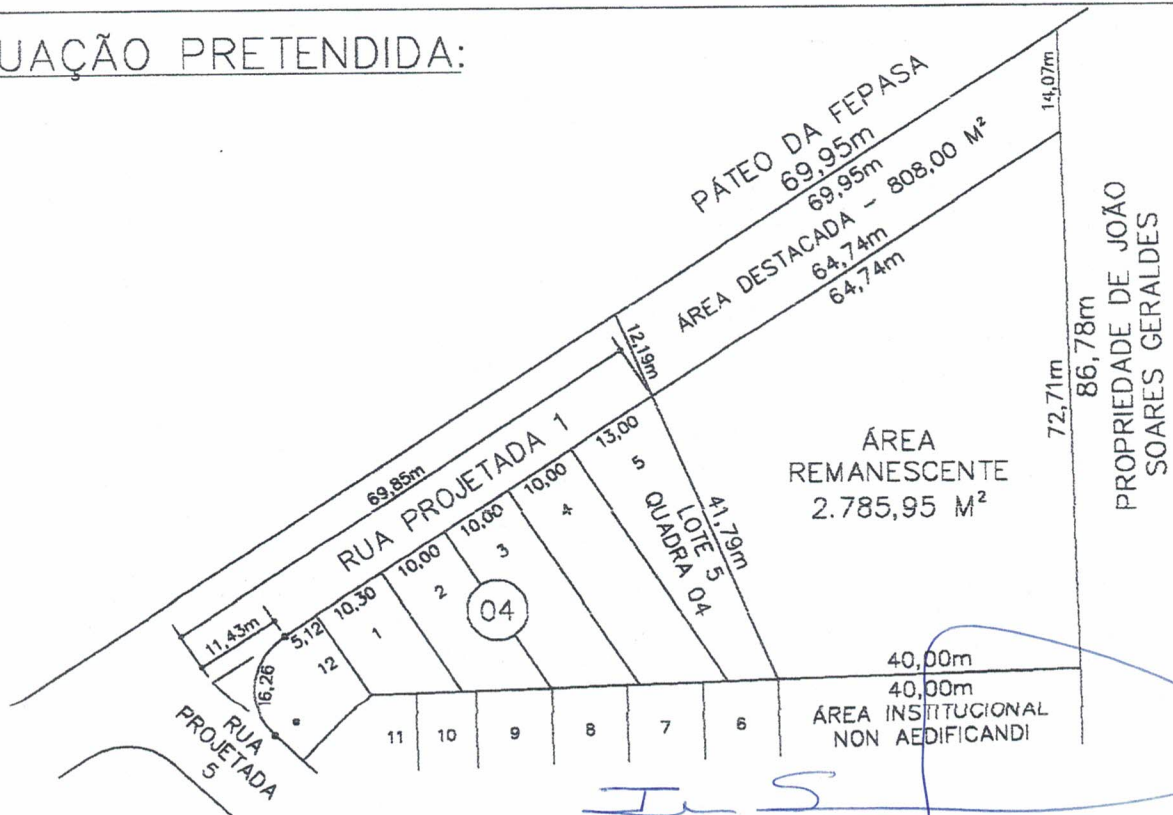 UAÇÃO PRETENDIDA:
PÁTEO DA FEPASA
69,95m
69,95m
ÁREA DESTACADA – 808,00 M²
64,74m
64,74m
14,07m
12,19m
72,71m
86,78m
PROPRIEDADE DE JOÃO
SOARES GERALDES
ÁREA
REMANESCENTE
2.785,95 M²
69,85m
RUA PROJETADA 1
13,00
5
LOTE 5
QUADRA 04
41,79m
10,00
4
10,00
3
10,00
2
04
10,30
1
5,12
12
11,43m
16,26
RUA
PROJETADA
5
11
10
9
8
7
6
40,00m
40,00m
ÁREA INSTITUCIONAL
NON AEDIFICANDI